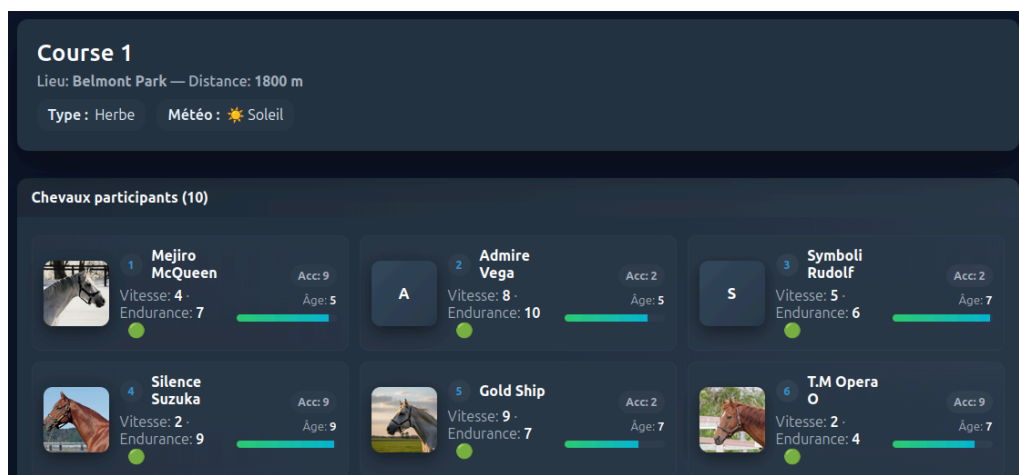 Course 1
Lieu: Belmont Park — Distance: 1800 m
Type : Herbe Météo : ☀️ Soleil
Chevaux participants (10)
1 Mejiro McQueen
Vitesse: 4 · Endurance: 7
Acc: 9
Âge: 5
A
2 Admire Vega
Vitesse: 8 · Endurance: 10
Acc: 2
Âge: 5
S
3 Symboli Rudolf
Vitesse: 5 · Endurance: 6
Acc: 2
Âge: 7
4 Silence Suzuka
Vitesse: 2 · Endurance: 9
Acc: 9
Âge: 9
5 Gold Ship
Vitesse: 9 · Endurance: 7
Acc: 2
Âge: 7
6 T.M Opera O
Vitesse: 2 · Endurance: 4
Acc: 9
Âge: 7